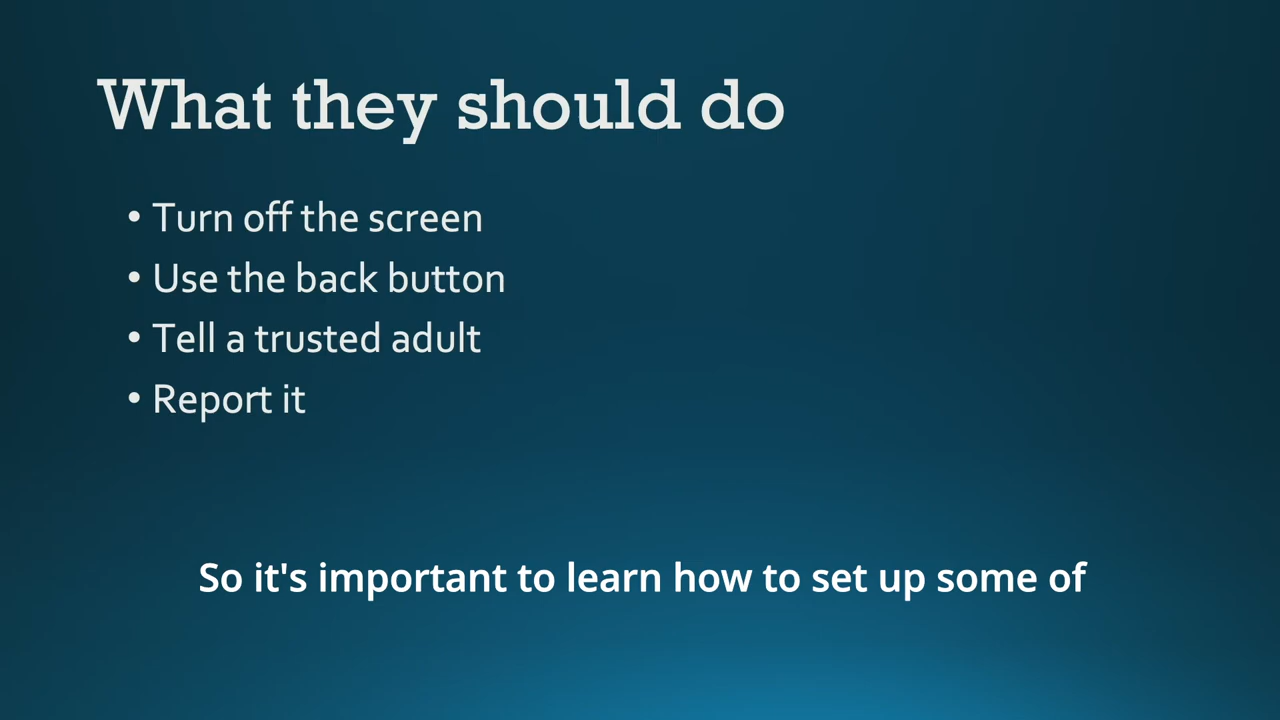 What they should do
• Turn off the screen
• Use the back button
• Tell a trusted adult
• Report it
So it's important to learn how to set up some of